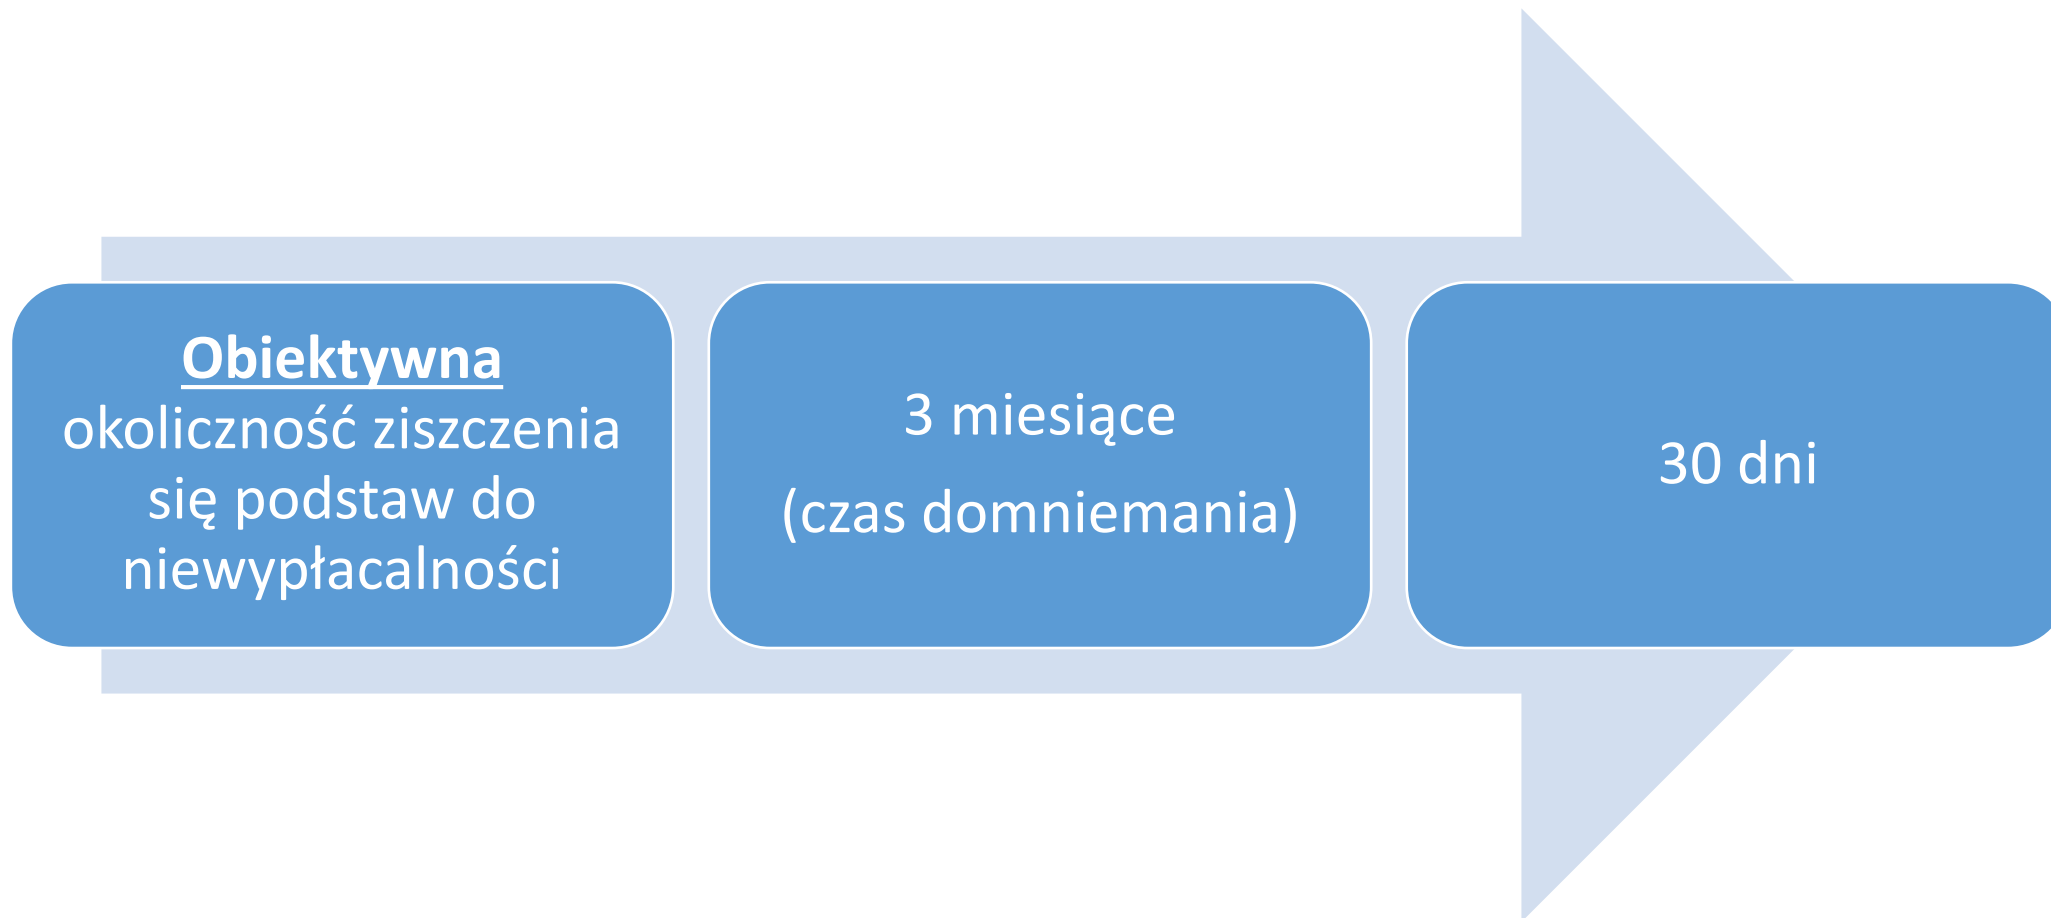 Obiektywna
okoliczność ziszczenia
się podstaw do
niewypłacalności
3 miesiące
(czas domniemania)
30 dni